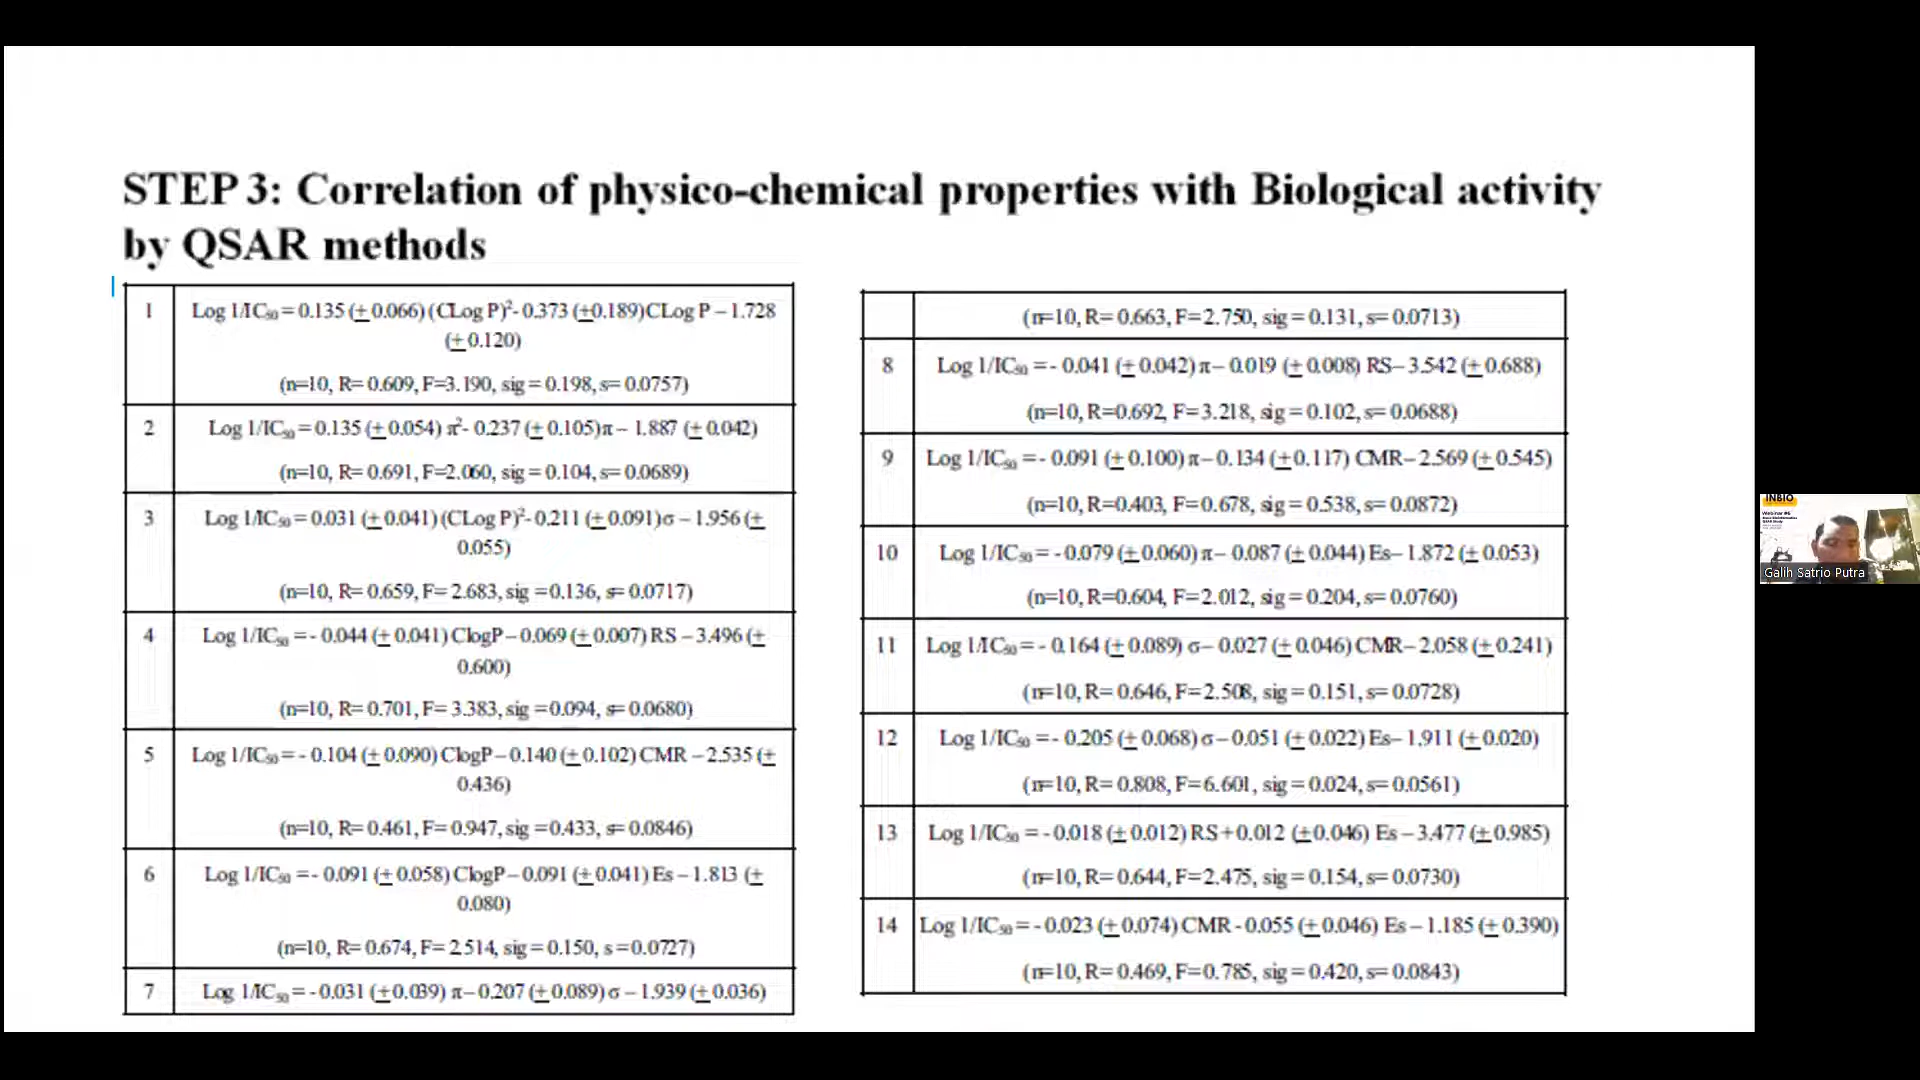 STEP 3: Correlation of physico-chemical properties with Biological activity
by QSAR methods
1
Log 1/IC50 = 0.135 (± 0.066) (CLog P)2- 0.373 (±0.189)CLog P – 1.728
(± 0.120)
(n=10, R= 0.609, F=3.190, sig = 0.198, s= 0.0757)
2
Log 1/IC50 = 0.135 (± 0.054) π2- 0.237 (± 0.105)π – 1.887 (± 0.042)
(n=10, R= 0.691, F=2.060, sig = 0.104, s= 0.0689)
3
Log 1/IC50 = 0.031 (± 0.041) (CLog P)2- 0.211 (± 0.091)σ – 1.956 (±
0.055)
(n=10, R= 0.659, F= 2.683, sig =0.136, s= 0.0717)
4
Log 1/IC50 = - 0.044 (± 0.041) ClogP – 0.069 (± 0.007) RS – 3.496 (±
0.600)
(n=10, R= 0.701, F= 3.383, sig =0.094, s= 0.0680)
5
Log 1/IC50 = - 0.104 (± 0.090) ClogP – 0.140 (± 0.102) CMR – 2.535 (±
0.436)
(n=10, R= 0.461, F= 0.947, sig =0.433, s= 0.0846)
6
Log 1/IC50 = - 0.091 (± 0.058) ClogP – 0.091 (± 0.041) Es – 1.813 (±
0.080)
(n=10, R= 0.674, F= 2.514, sig = 0.150, s =0.0727)
7
Log 1/IC50 = - 0.031 (±0.039) π – 0.207 (± 0.089) σ – 1.939 (± 0.036)
(n=10, R= 0.663, F=2.750, sig = 0.131, s= 0.0713)
8
Log 1/IC50 = - 0.041 (± 0.042) π – 0.019 (± 0.008) RS– 3.542 (± 0.688)
(n=10, R=0.692, F= 3.218, sig = 0.102, s= 0.0688)
9
Log 1/IC50 = - 0.091 (± 0.100) π – 0.134 (±0.117) CMR– 2.569 (± 0.545)
(n=10, R=0.403, F= 0.678, sig = 0.538, s= 0.0872)
10
Log 1/IC50 = - 0.079 (± 0.060) π – 0.087 (± 0.044) Es– 1.872 (± 0.053)
(n=10, R=0.604, F= 2.012, sig = 0.204, s= 0.0760)
11
Log 1/IC50 = - 0.164 (± 0.089) σ – 0.027 (± 0.046) CMR– 2.058 (± 0.241)
(n=10, R= 0.646, F= 2.508, sig = 0.151, s= 0.0728)
12
Log 1/IC50 = - 0.205 (± 0.068) σ – 0.051 (± 0.022) Es– 1.911 (± 0.020)
(n=10, R= 0.808, F=6.601, sig = 0.024, s= 0.0561)
13
Log 1/IC50 = -0.018 (± 0.012) RS + 0.012 (±0.046) Es – 3.477 (± 0.985)
(n=10, R= 0.644, F=2.475, sig = 0.154, s= 0.0730)
14
Log 1/IC50 = - 0.023 (± 0.074) CMR - 0.055 (± 0.046) Es – 1.185 (± 0.390)
(n=10, R= 0.469, F=0.785, sig = 0.420, s= 0.0843)
INBIO
Webinar #6
QSAR Study
Galih Satrio Putra